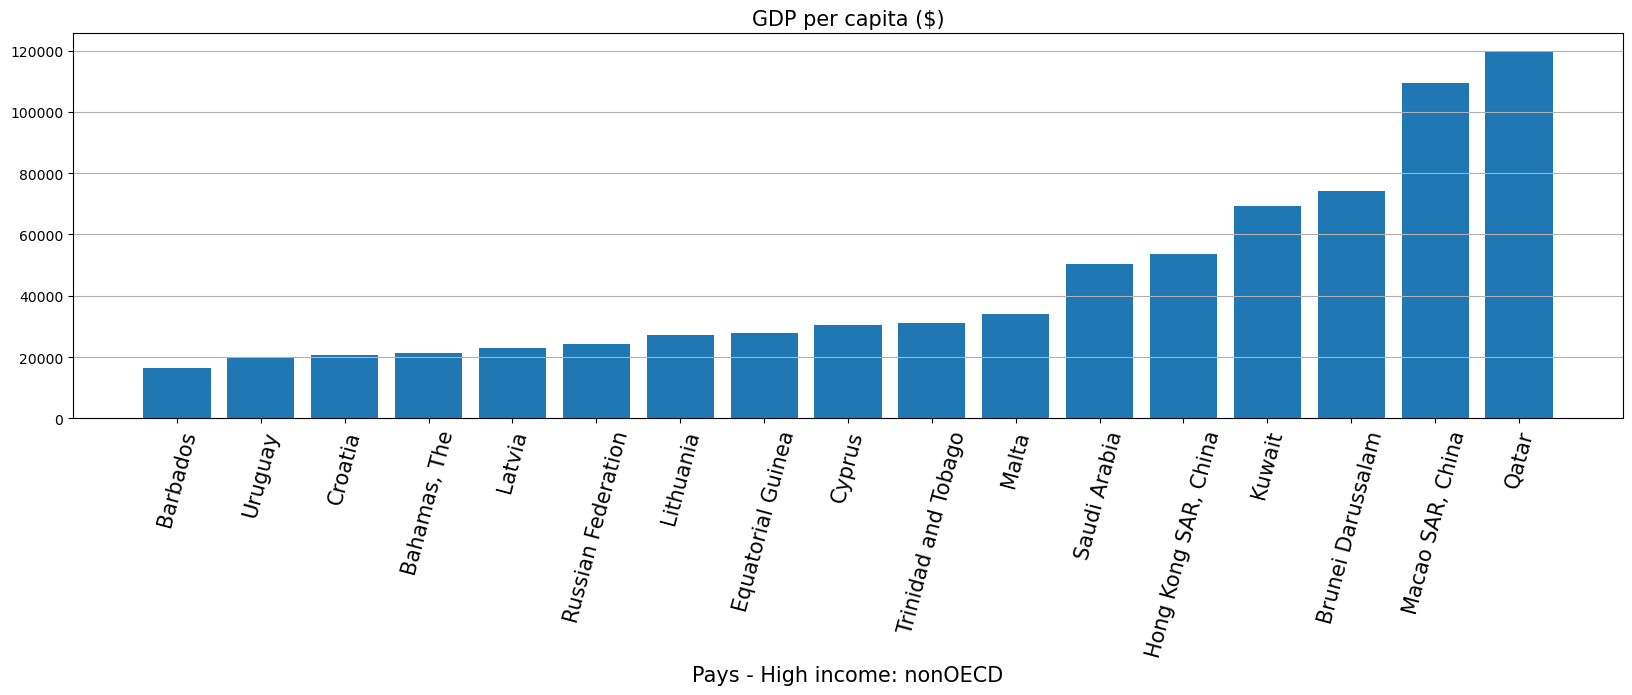 GDP per capita ($)
120000
100000
80000
60000
40000
20000
0
Barbados
Uruguay
Croatia
Bahamas, The
Latvia
Russian Federation
Lithuania
Equatorial Guinea
Cyprus
Trinidad and Tobago
Malta
Saudi Arabia
Hong Kong SAR, China
Kuwait
Brunei Darussalam
Macao SAR, China
Qatar
Pays - High income: nonOECD